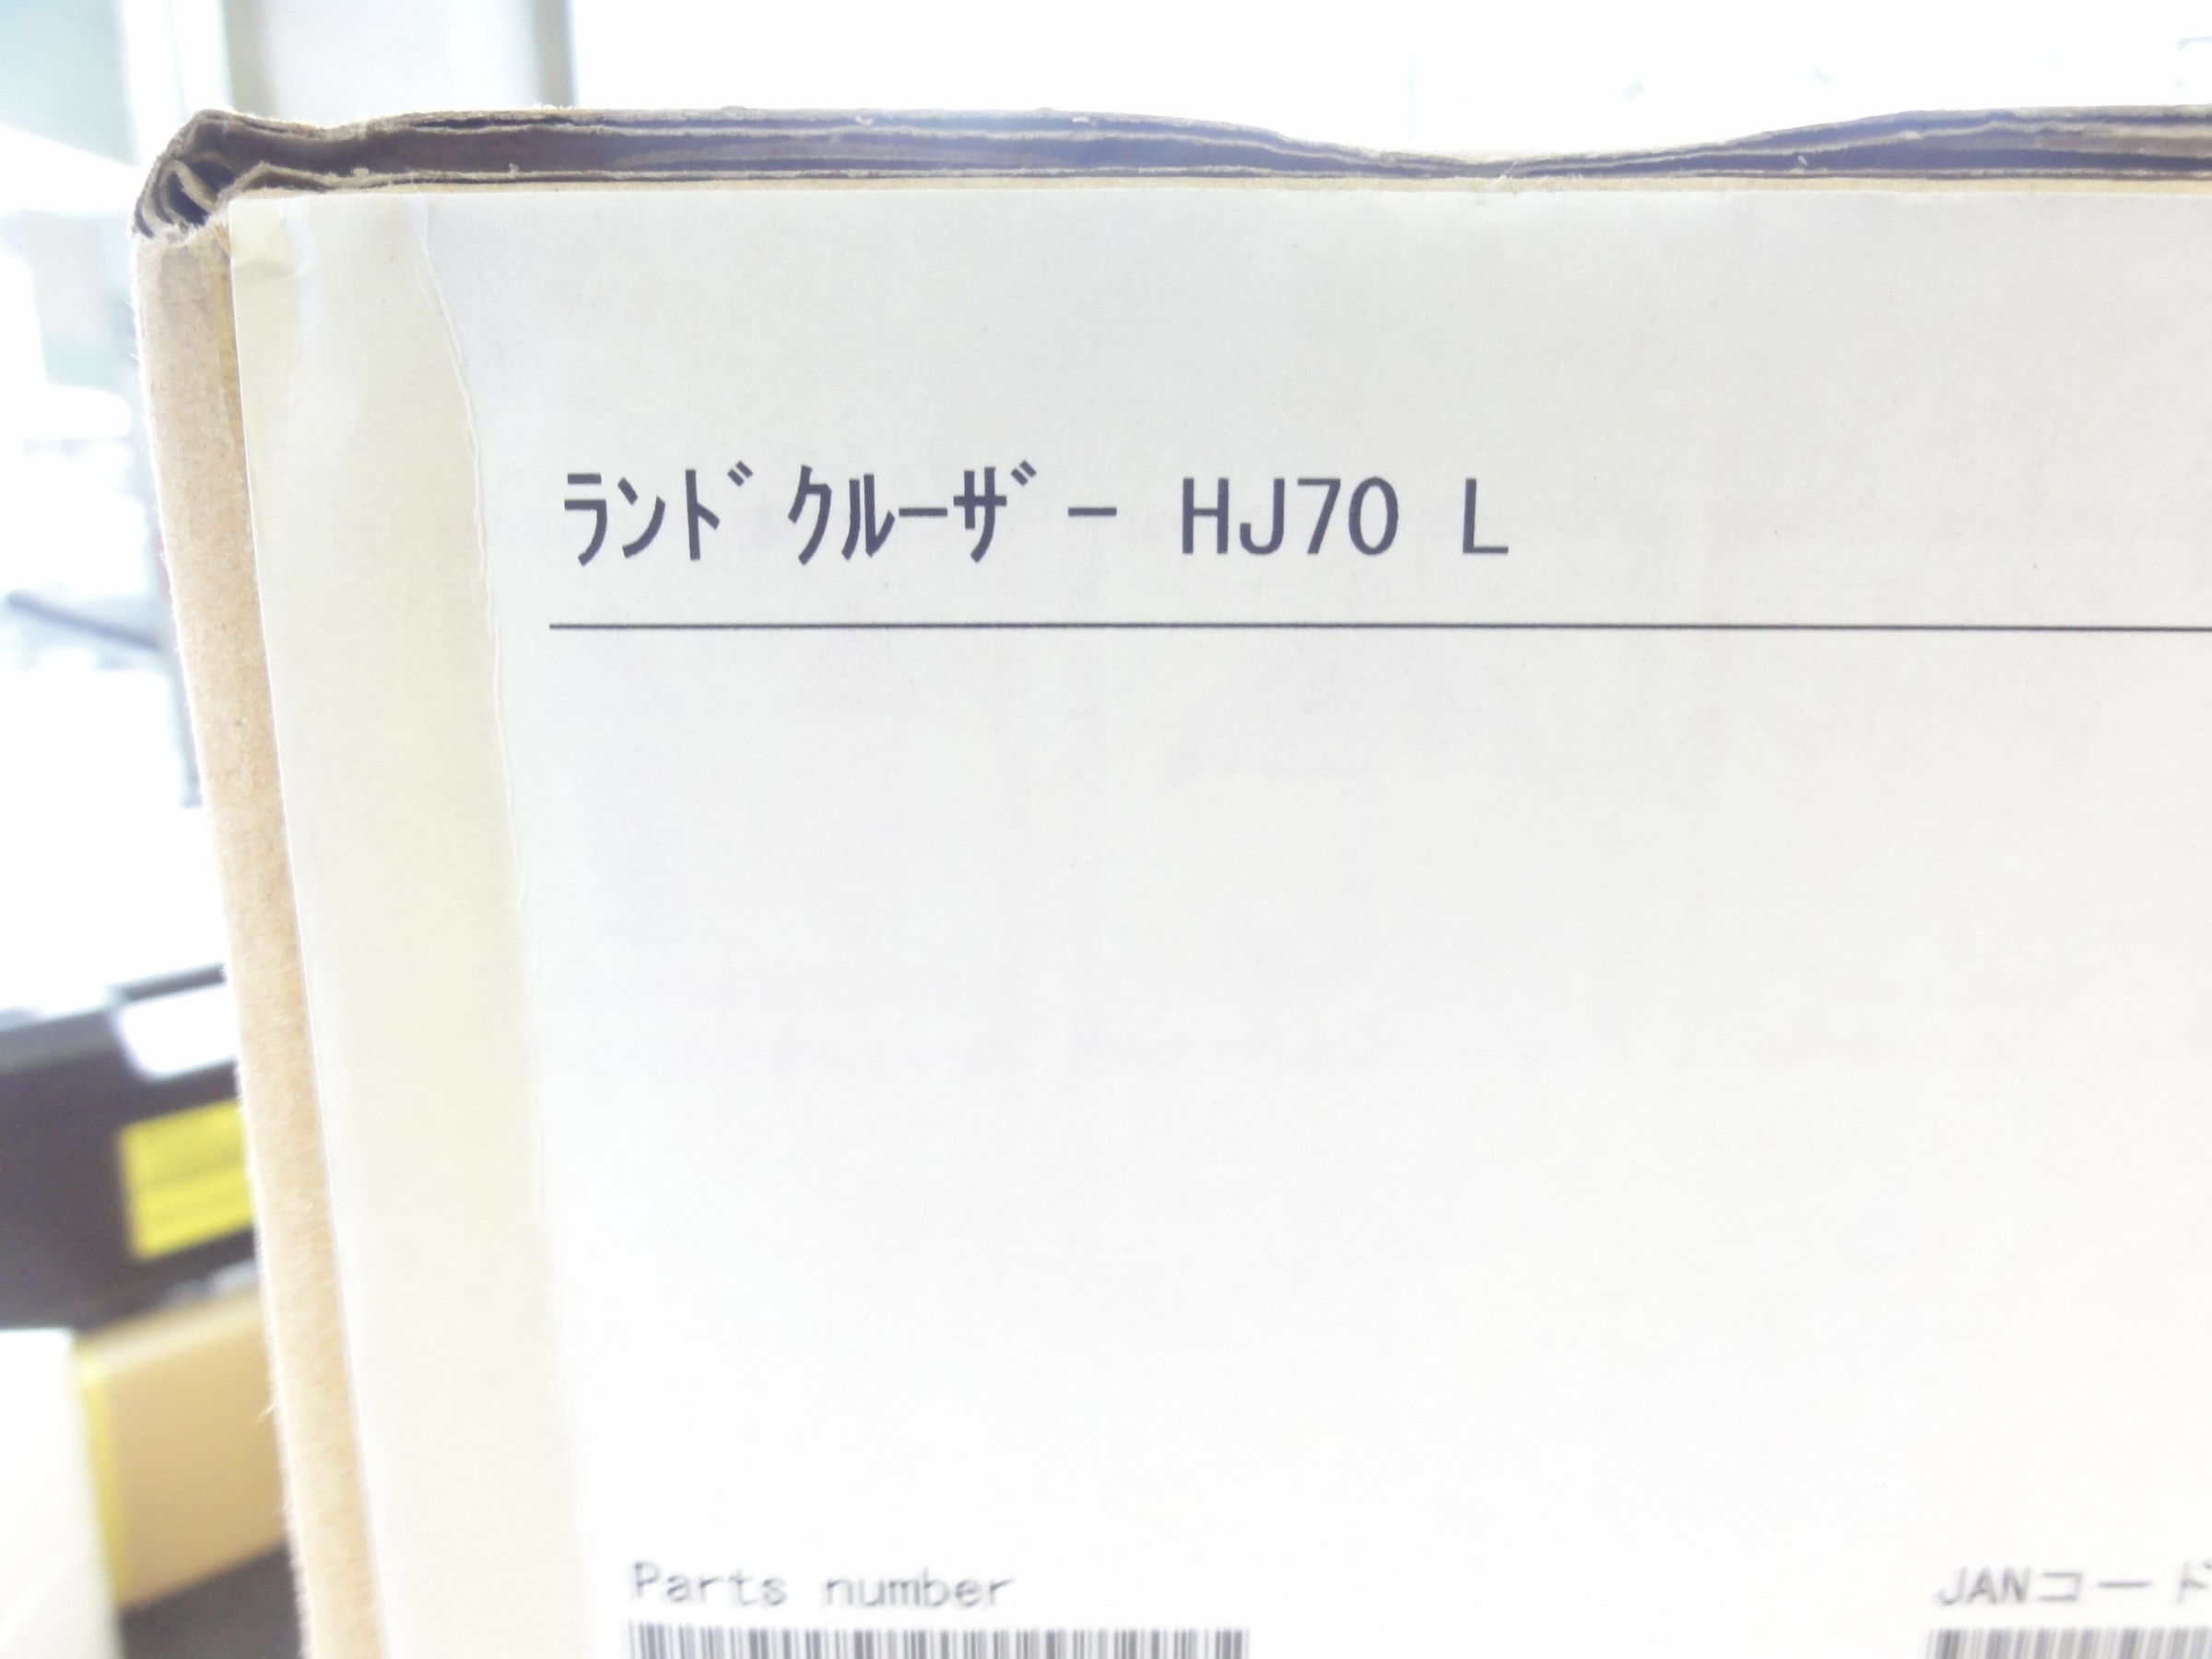 ﾗﾝﾄﾞｸﾙｰｻﾞｰ HJ70 L
Parts number
JANコード